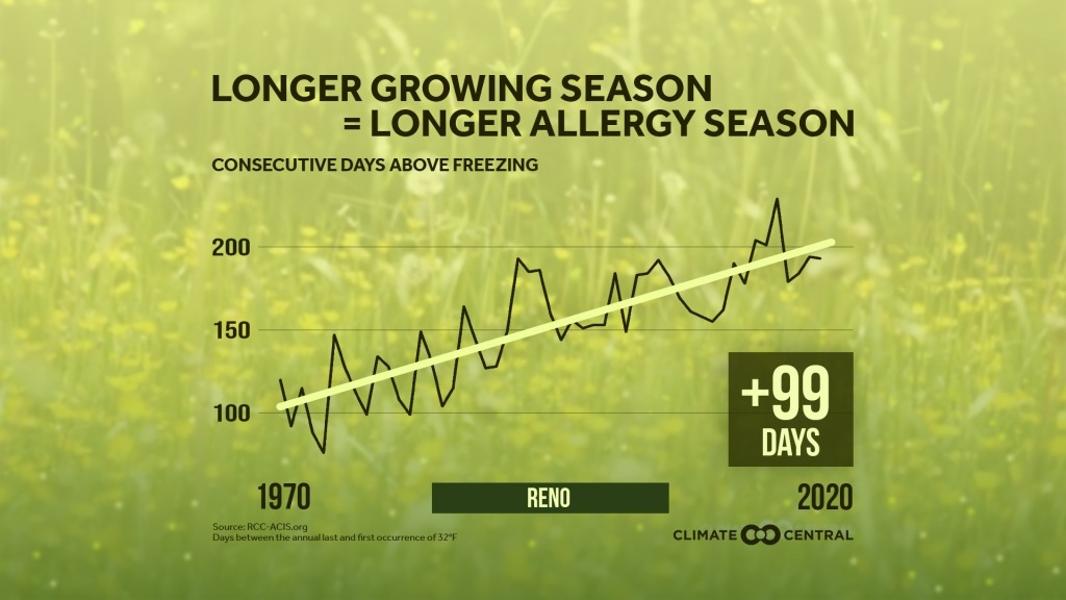 LONGER GROWING SEASON
= LONGER ALLERGY SEASON
CONSECUTIVE DAYS ABOVE FREEZING
200
150
100
+99
DAYS
1970
RENO
2020
Source: RCC-ACIS.org
Days between the annual last and first occurrence of 32°F
CLIMATE CENTRAL